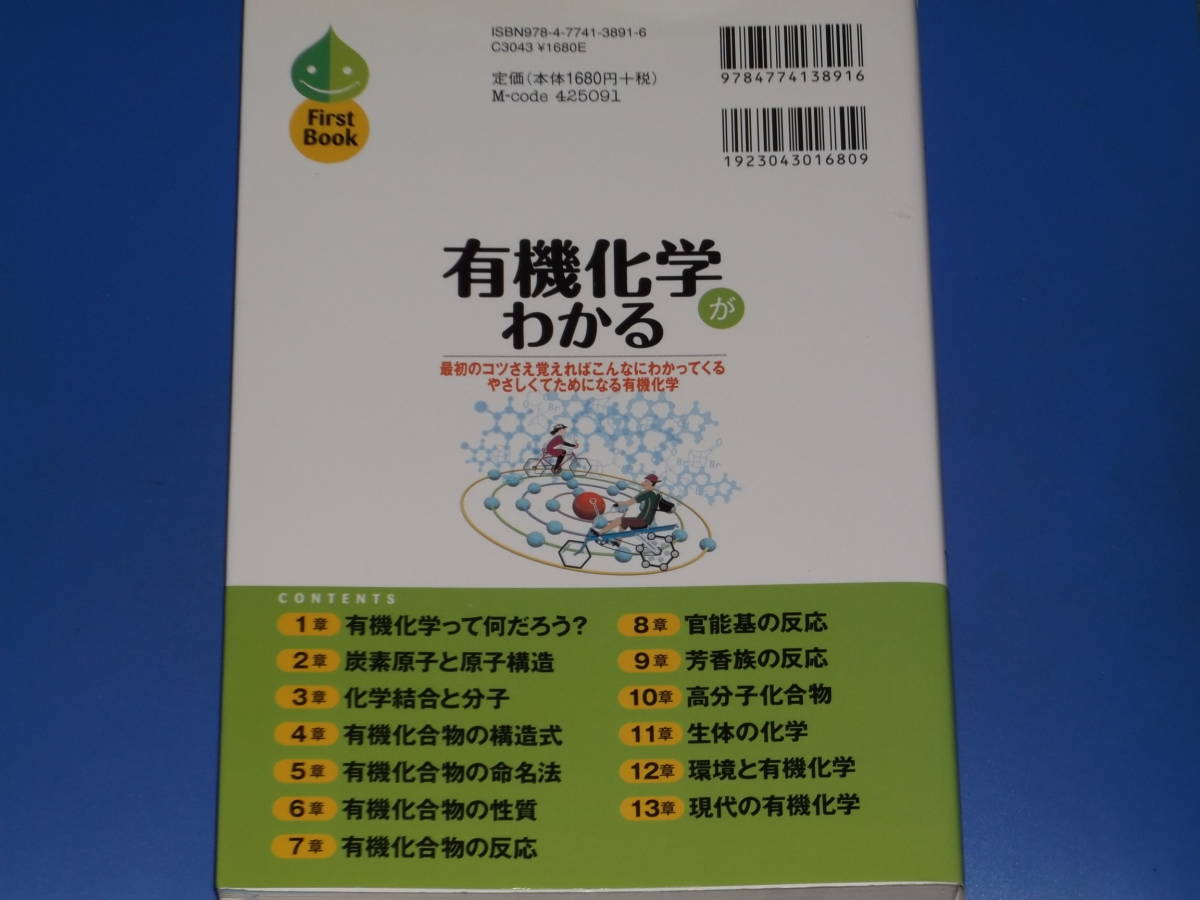 First
Book
ISBN978-4-7741-3891-6
C3043 ¥1680E
定価(本体1680円+税)
M-code 425091
9784774138916
1923043016809
有機化学が
わかる
最初のコツさえ覚えればこんなにわかってくる
やさしくてためになる有機化学
CONTENTS
1章 有機化学って何だろう?
2章 炭素原子と原子構造
3章 化学結合と分子
4章 有機化合物の構造式
5章 有機化合物の命名法
6章 有機化合物の性質
7章 有機化合物の反応
8章 官能基の反応
9章 芳香族の反応
10章 高分子化合物
11章 生体の化学
12章 環境と有機化学
13章 現代の有機化学